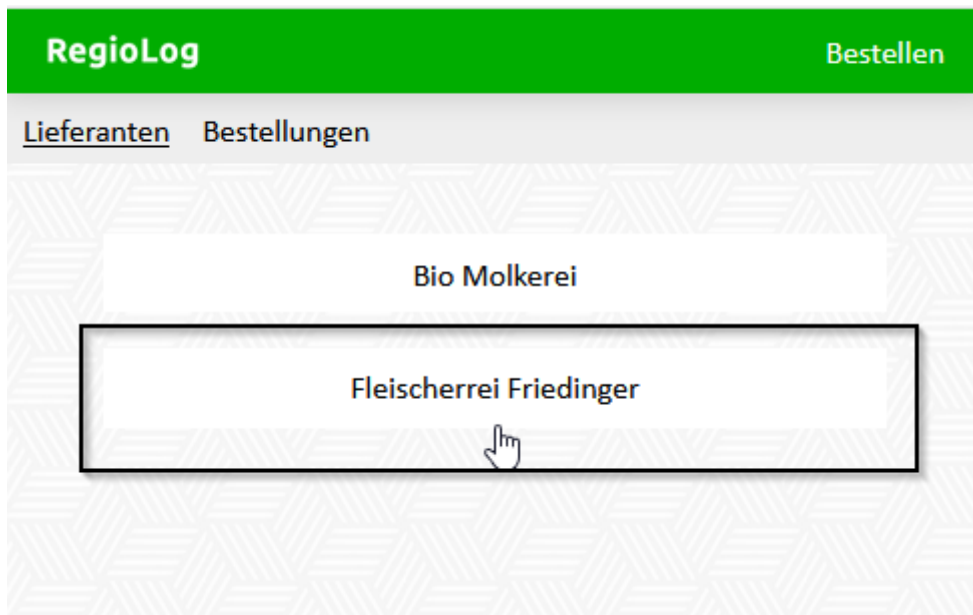 RegioLog Bestellen
Lieferanten Bestellungen
Bio Molkerei
Fleischerrei Friedinger